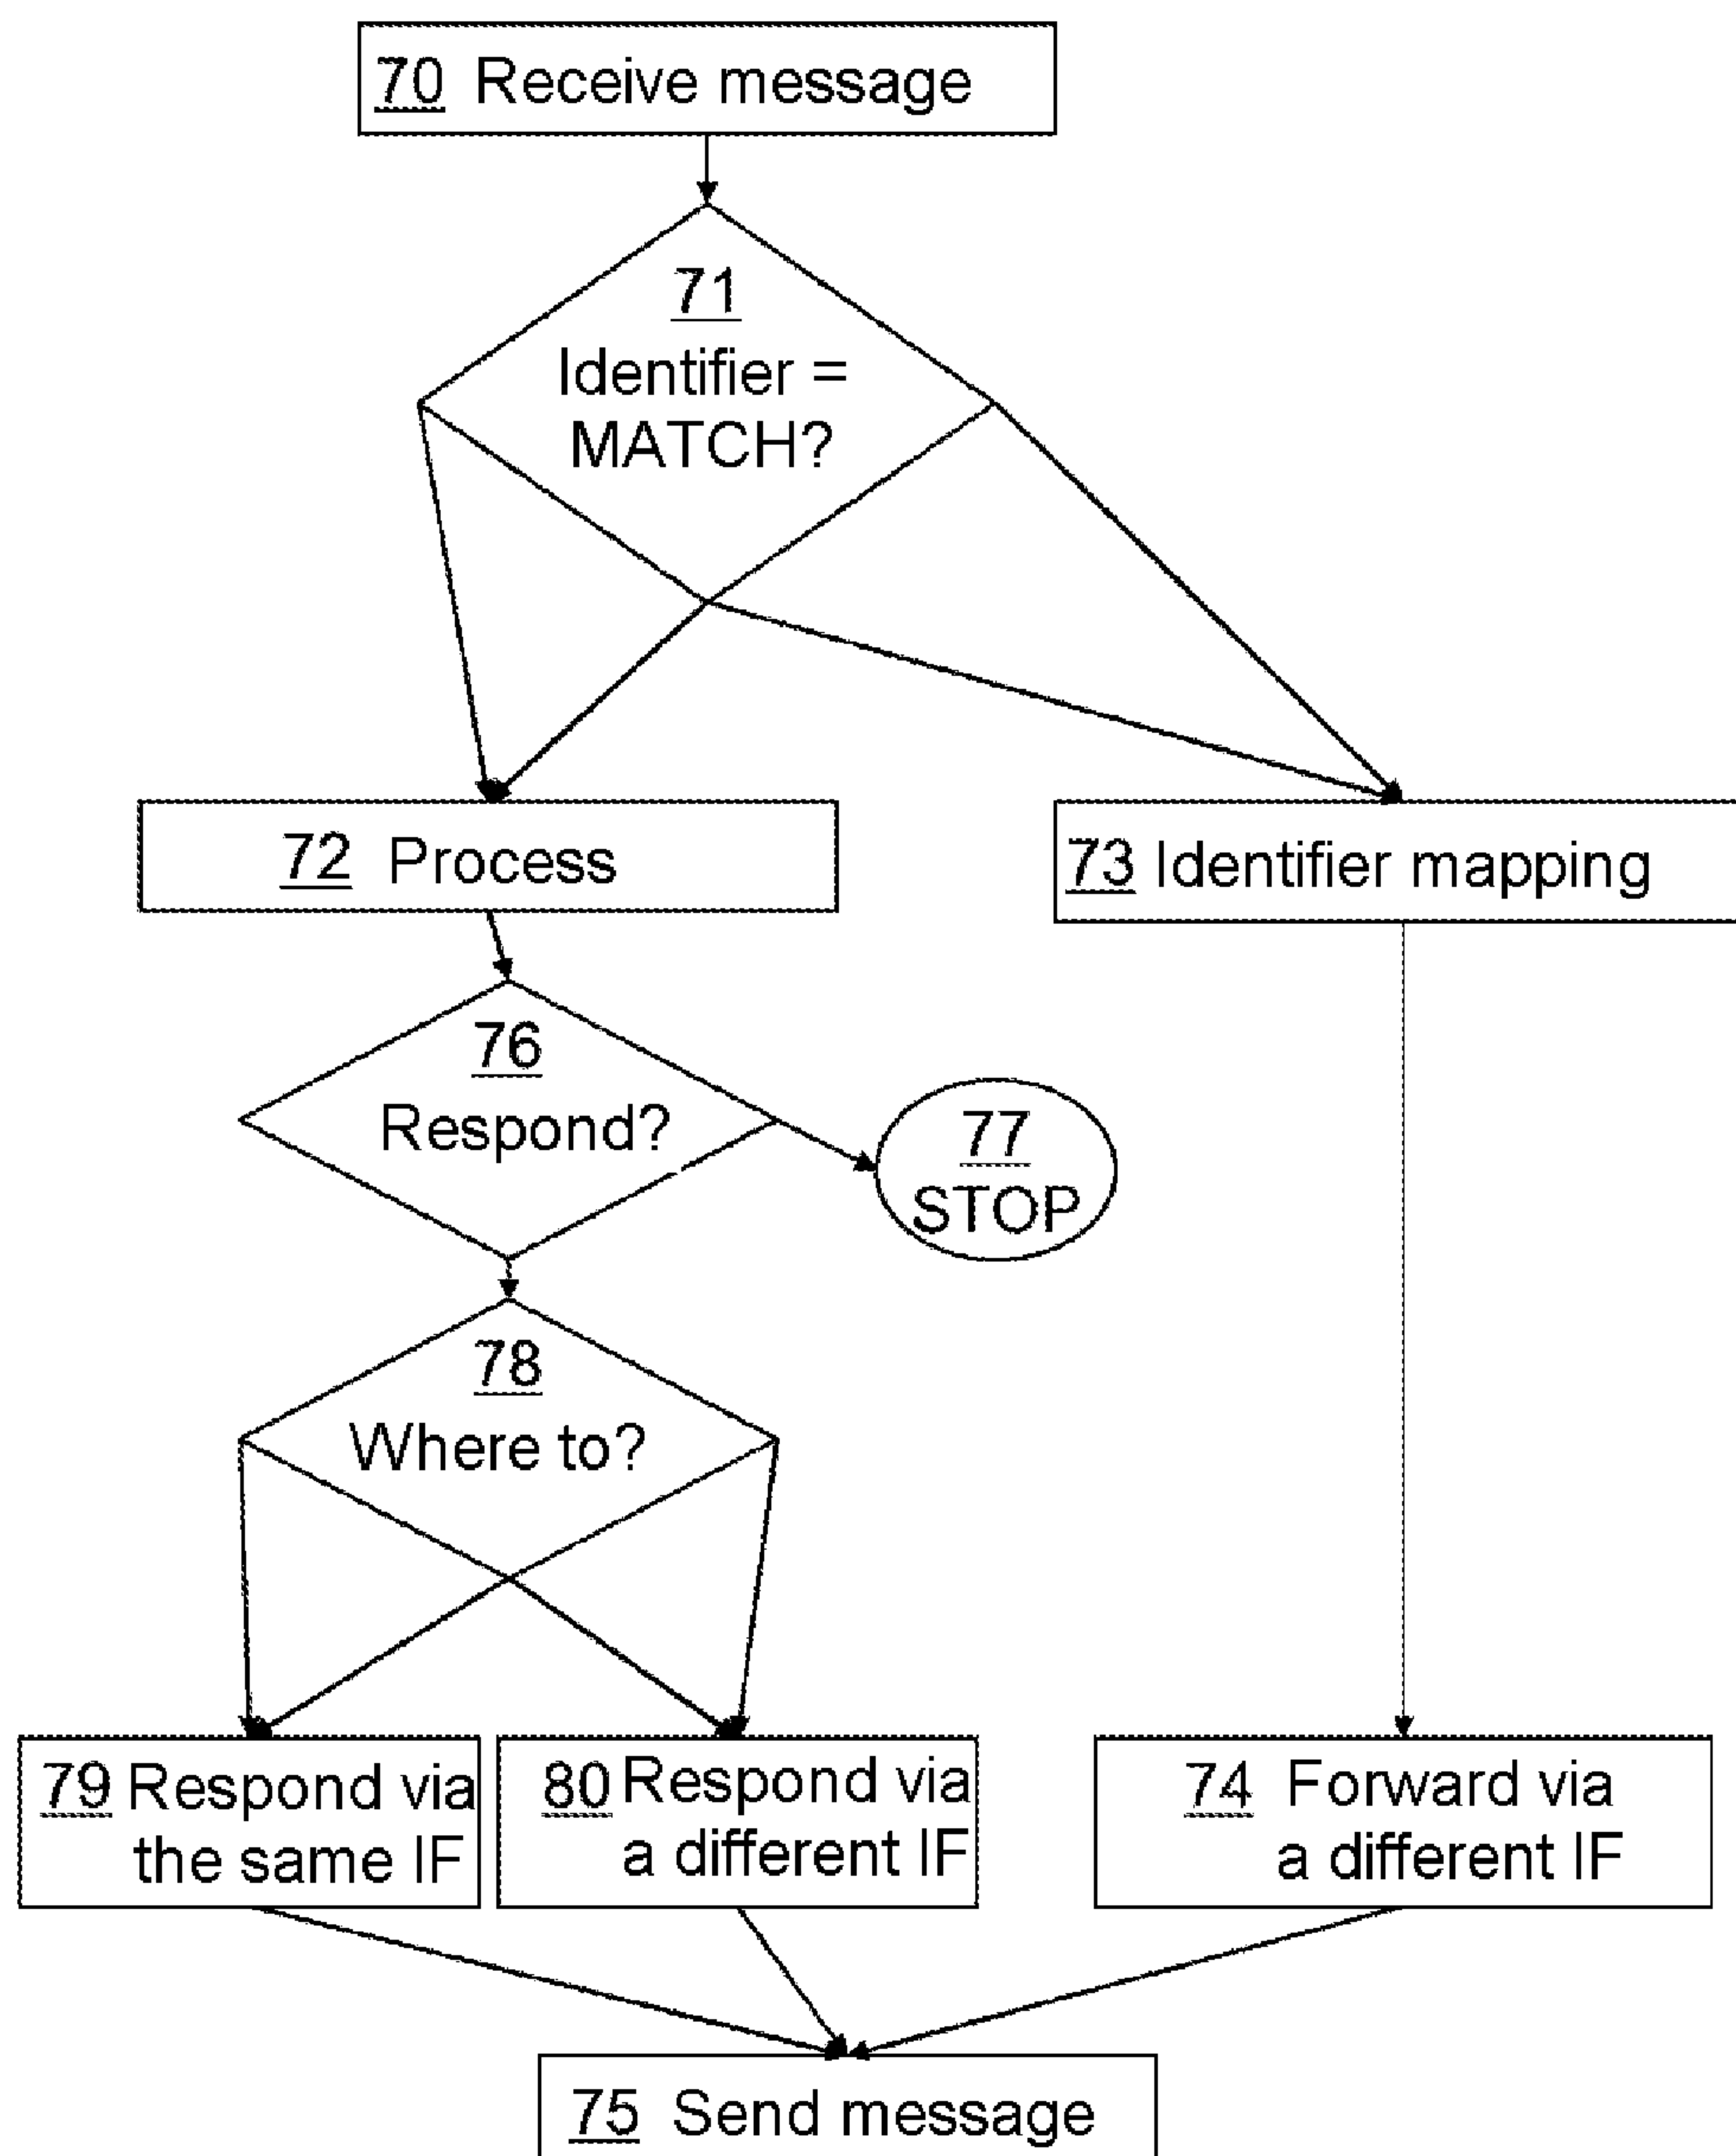 70 Receive message
71
Identifier =
MATCH?
72 Process
73 Identifier mapping
76
Respond?
77
STOP
78
Where to?
79 Respond via
the same IF
80 Respond via
a different IF
74 Forward via
a different IF
75 Send message